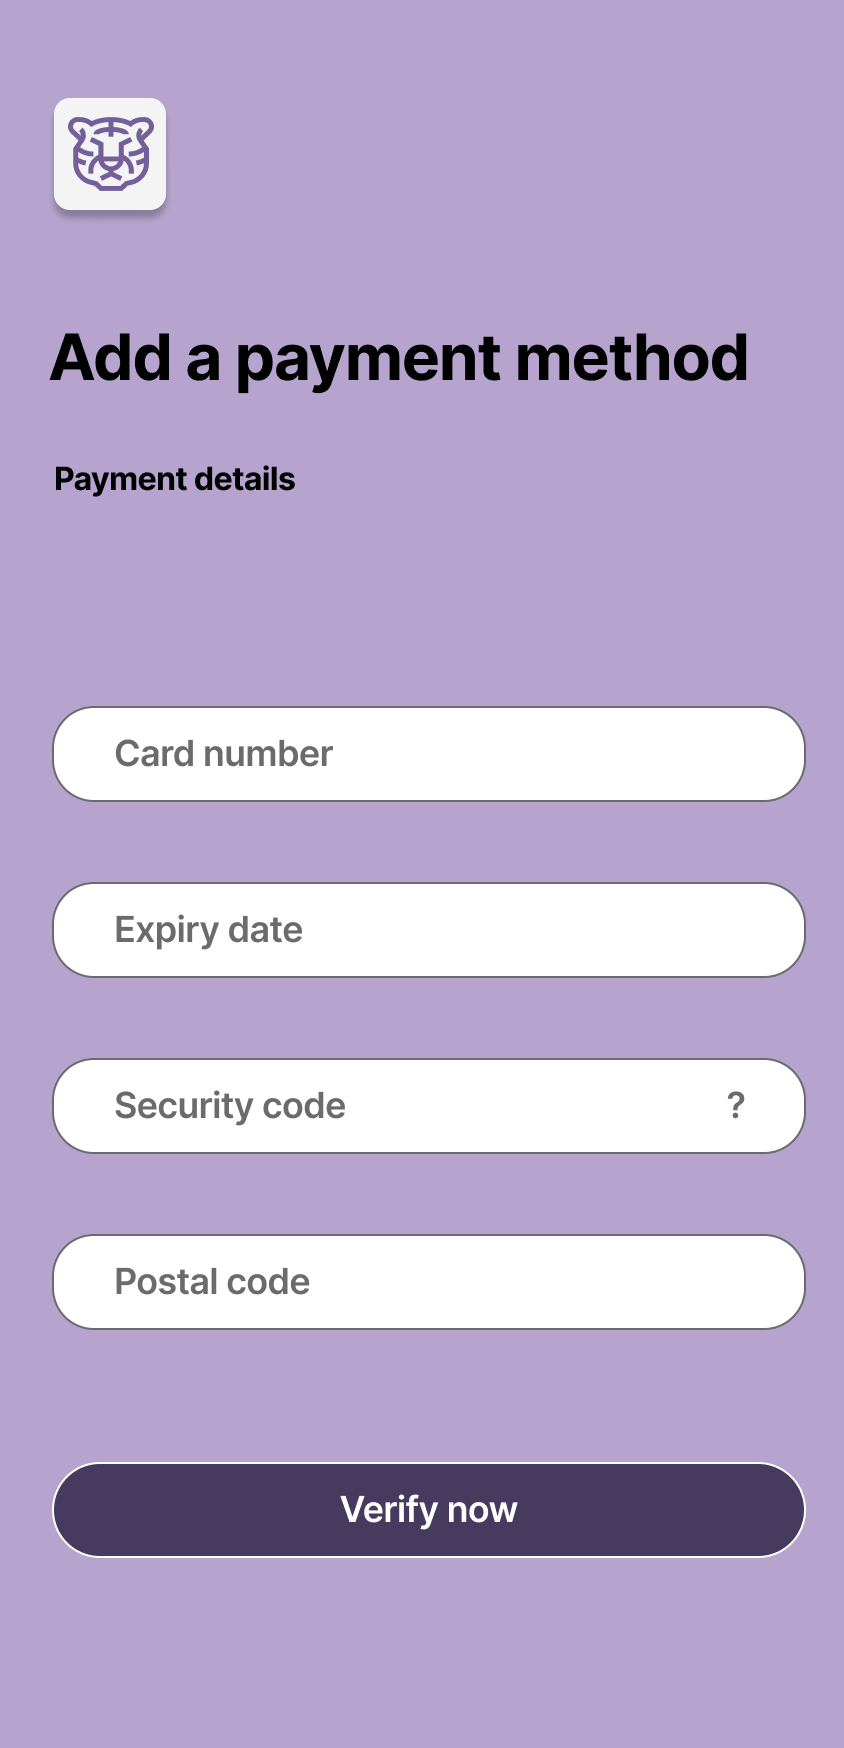 Add a payment method
Payment details
Card number
Expiry date
Security code ?
Postal code
Verify now